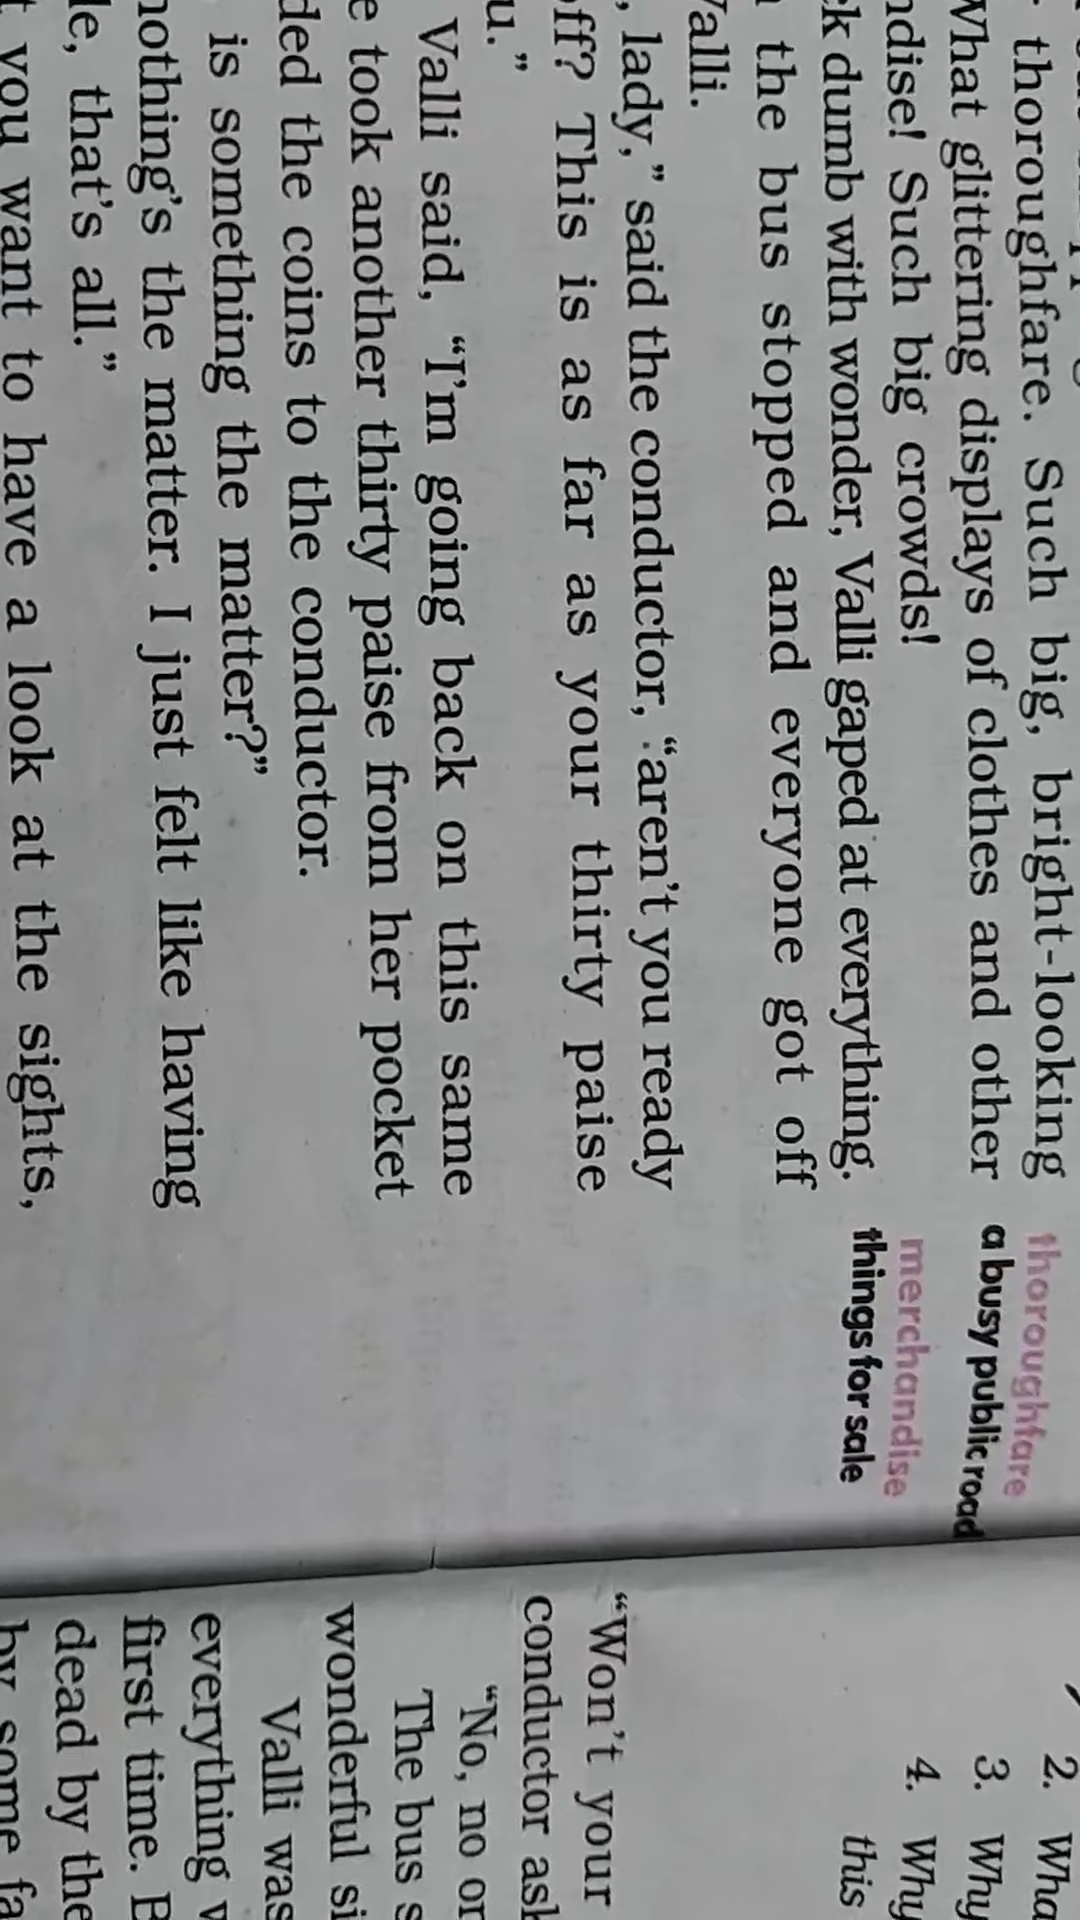 thoroughfare. Such big, bright-looking
What glittering displays of clothes and other
ndise! Such big crowds!
ck dumb with wonder, Valli gaped at everything.
the bus stopped and everyone got off
Valli.
, lady,” said the conductor, “aren’t you ready
off? This is as far as your thirty paise
u.”
Valli said, “I’m going back on this same
e took another thirty paise from her pocket
ded the coins to the conductor.
is something the matter?”
nothing’s the matter. I just felt like having
le, that’s all.”
t you want to have a look at the sights,
thoroughfare
a busy public road
merchandise
things for sale
2. Wha
3. Why
4. Why
this
“Won’t your
conductor ask
“No, no on
The bus s
wonderful si
Valli was
everything w
first time. B
dead by the
by some fa